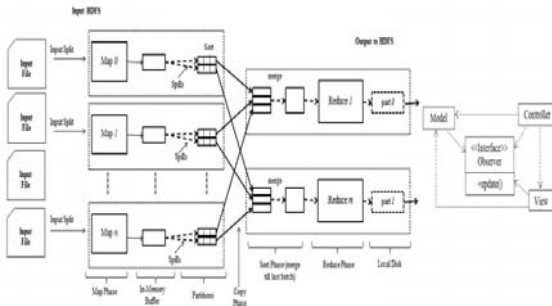 Input HDFS
Input
File
Input Split
Map 0
Spills
Sort
Input
File
Input Split
Map 1
Spills
Input
File
Input
File
Input Split
Map n
Spills
Map Phase
In-Memory
Buffer
Partitions
Copy
Phase
Output to HDFS
merge
Reduce 1
part 1
merge
Reduce m
part 1
Sort Phase (merge
till last batch)
Reduce Phase
Local Disk
Model
Controller
<<Interface>>
Observer
+update()
View